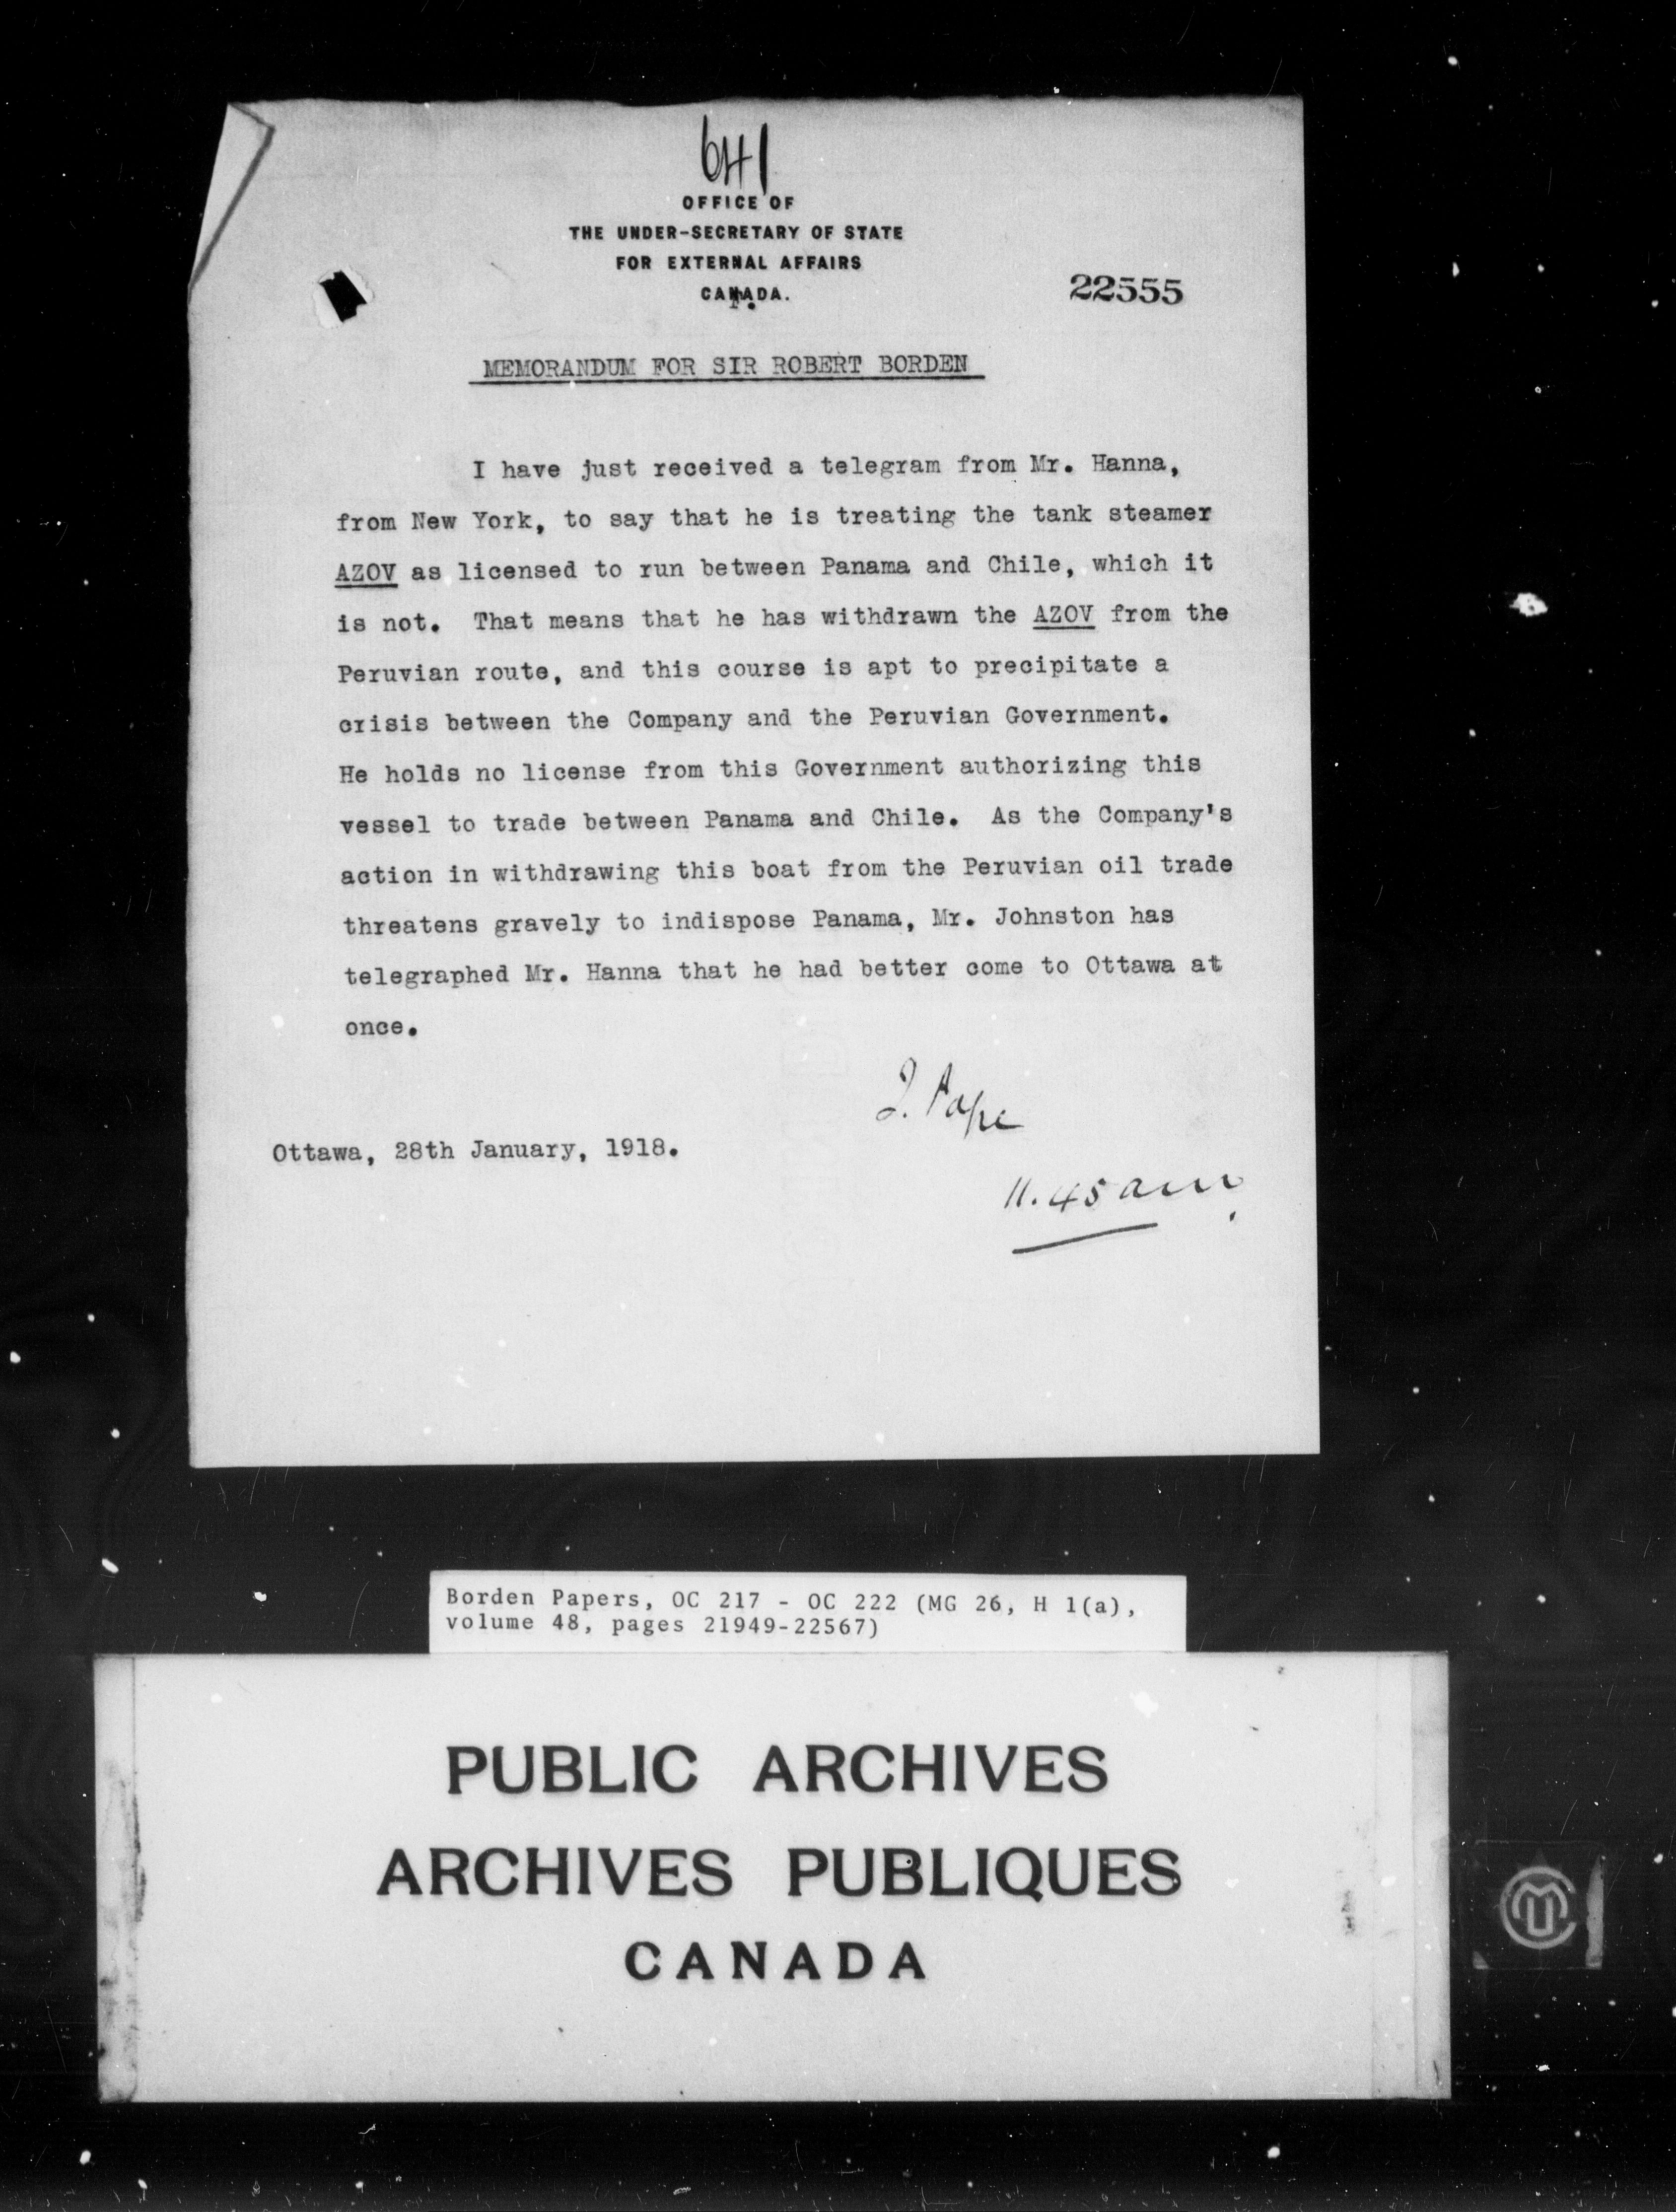 641
OFFICE OF
THE UNDER-SECRETARY OF STATE
FOR EXTERNAL AFFAIRS
CANADA.
22555
MEMORANDUM FOR SIR ROBERT BORDEN
I have just received a telegram from Mr. Hanna,
from New York, to say that he is treating the tank steamer
AZOV as licensed to run between Panama and Chile, which it
is not. That means that he has withdrawn the AZOV from the
Peruvian route, and this course is apt to precipitate a
crisis between the Company and the Peruvian Government.
He holds no license from this Government authorizing this
vessel to trade between Panama and Chile. As the Company's
action in withdrawing this boat from the Peruvian oil trade
threatens gravely to indispose Panama, Mr. Johnston has
telegraphed Mr. Hanna that he had better come to Ottawa at
once.
J. Pope
Ottawa, 28th January, 1918.
11.45 am.
Borden Papers, OC 217 - OC 222 (MG 26, H 1(a),
volume 48, pages 21949-22567)
PUBLIC ARCHIVES
ARCHIVES PUBLIQUES
CANADA